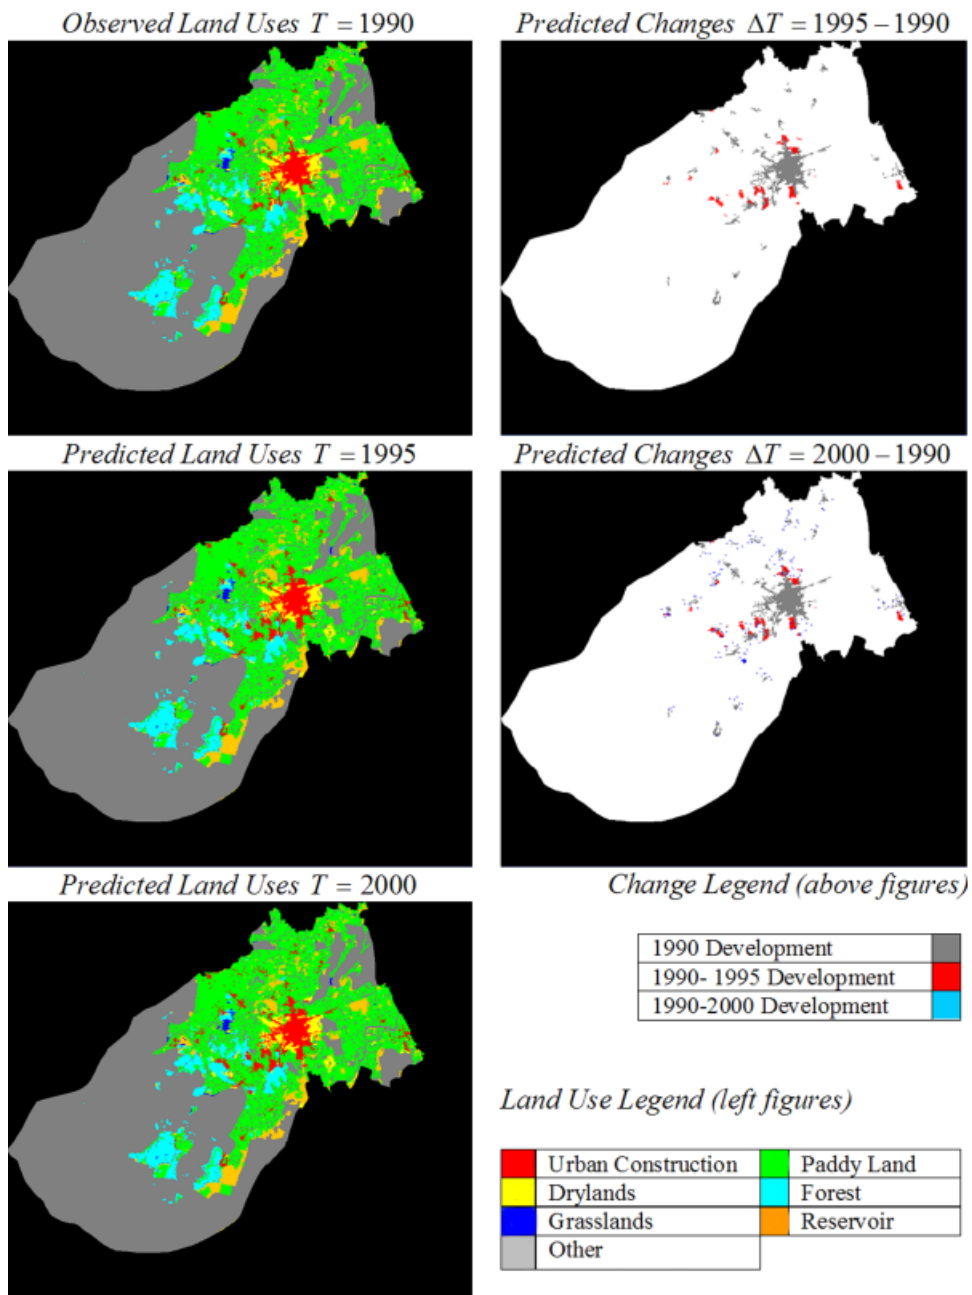 Observed Land Uses T = 1990
Predicted Changes ΔT = 1995 – 1990
Predicted Land Uses T = 1995
Predicted Changes ΔT = 2000 – 1990
Predicted Land Uses T = 2000
Change Legend (above figures)
1990 Development
1990- 1995 Development
1990-2000 Development
Land Use Legend (left figures)
Urban Construction
Paddy Land
Drylands
Forest
Grasslands
Reservoir
Other